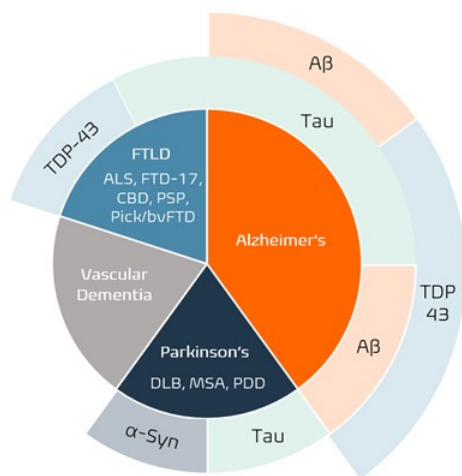 Aβ
Tau
TDP-43
FTLD
ALS, FTD-17,
CBD, PSP,
Pick/bvFTD
Alzheimer's
Vascular
Dementia
TDP
43
Aβ
Parkinson's
DLB, MSA, PDD
α-Syn
Tau